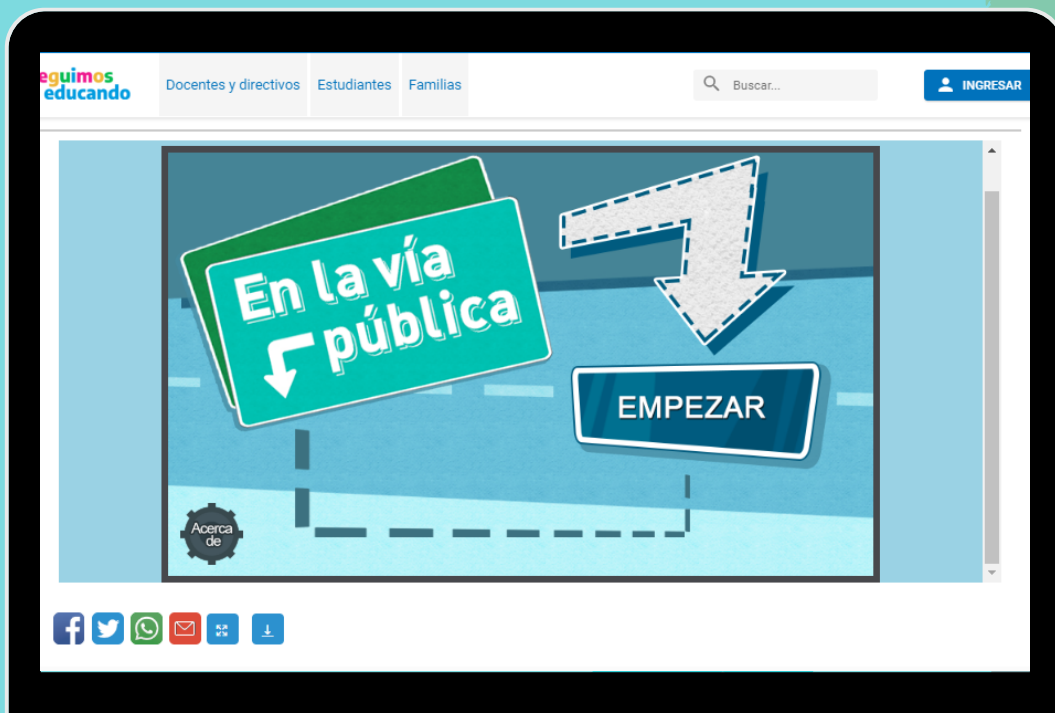 eguimos
educando
Docentes y directivos Estudiantes Familias
Buscar...
INGRESAR
En la vía
pública
EMPEZAR
Acerca
de